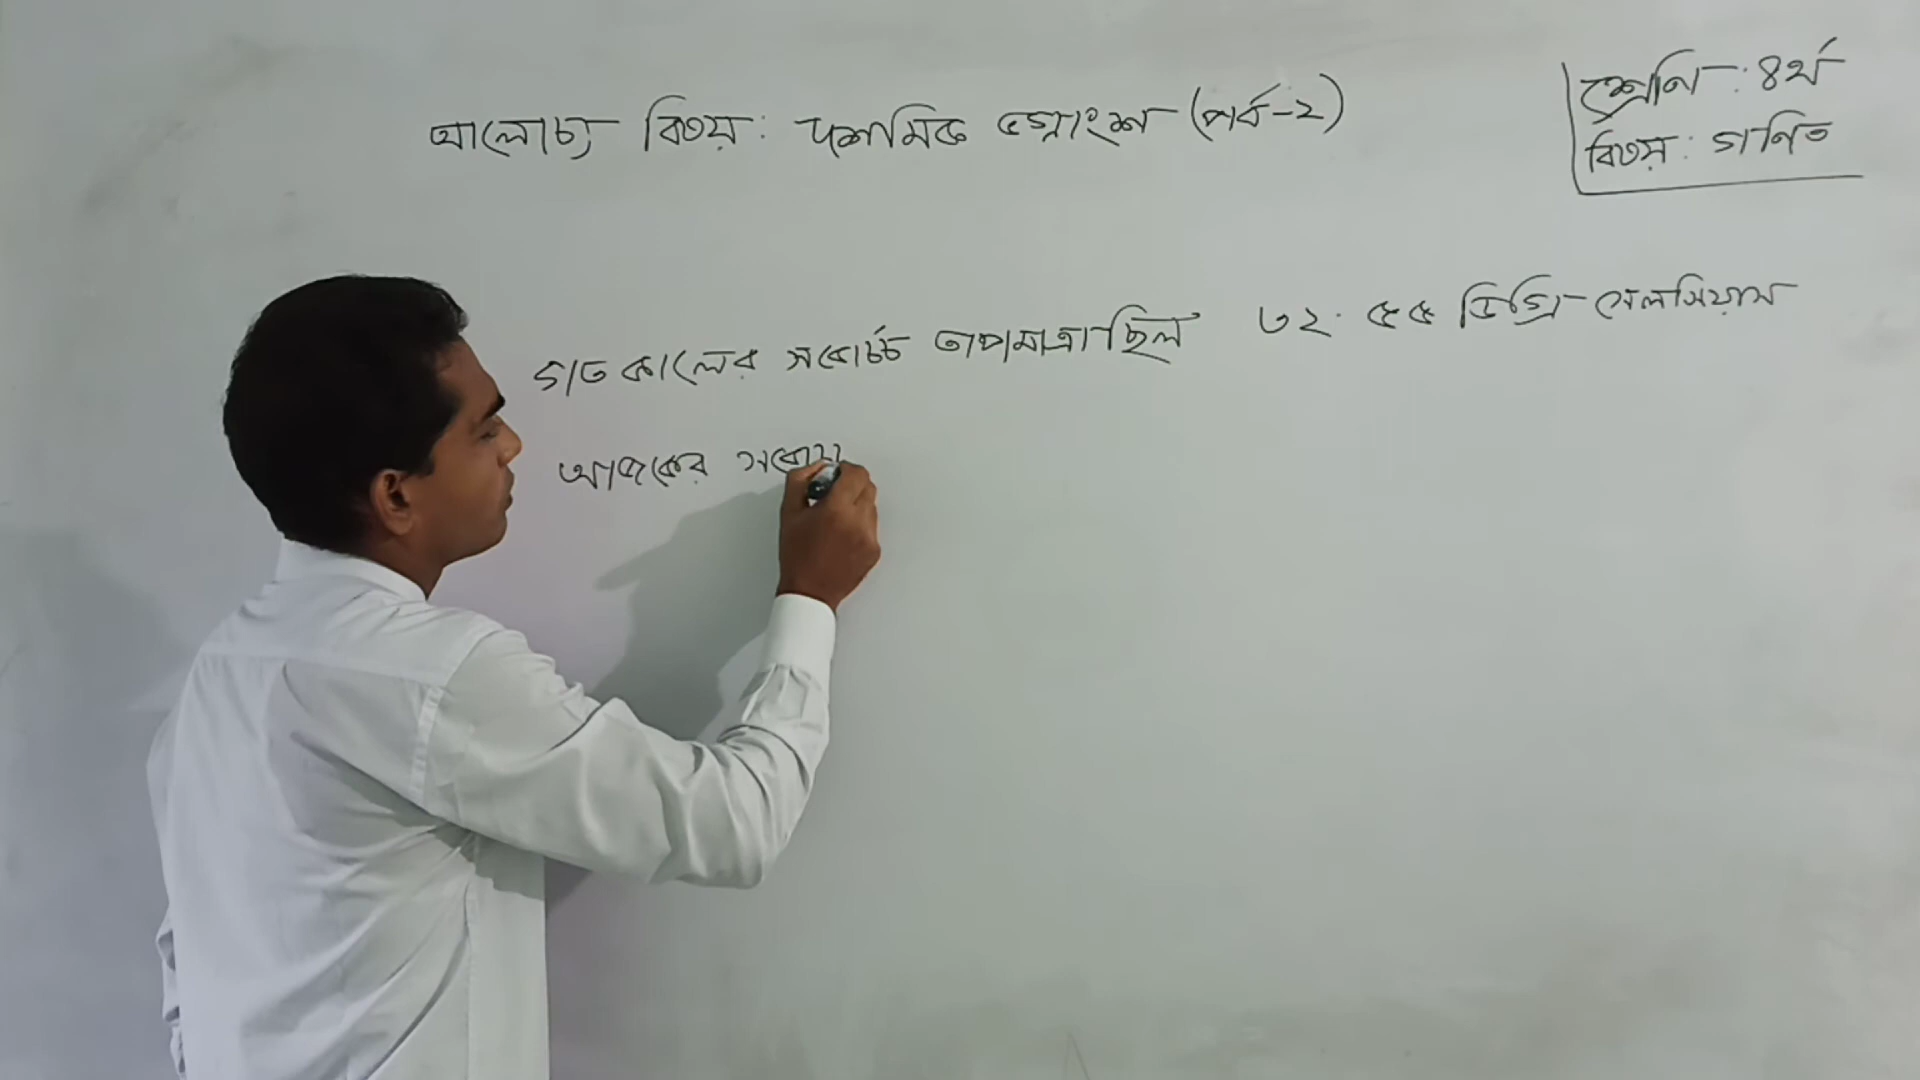 আলোচ্য বিষয়: দশমিক ভগ্নাংশ (পর্ব-২)
শ্রেণি: ৪র্থ
বিষয়: গণিত
গতকালের সর্বোচ্চ তাপমাত্রা ছিল ৩২.৫৫ ডিগ্রি সেলসিয়াস
আজকের